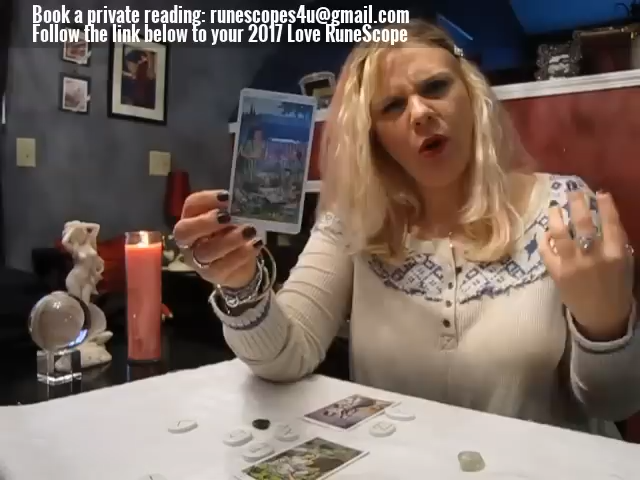 Book a private reading: runescopes4u@gmail.com
Follow the link below to your 2017 Love RuneScope